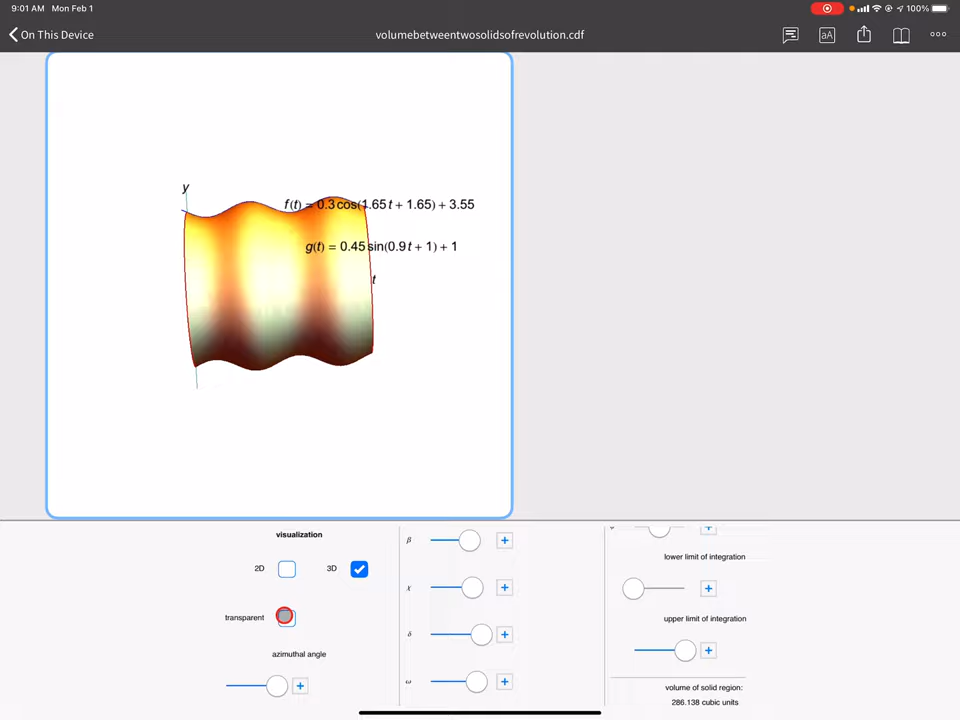 9:01 AM Mon Feb 1
100%
On This Device
volumebetweentwosolidsofrevolution.cdf
aA
y
f(t) = 0.3 cos(1.65 t + 1.65) + 3.55
g(t) = 0.45 sin(0.9 t + 1) + 1
t
visualization
2D
3D
transparent
azimuthal angle
β
χ
δ
ω
lower limit of integration
upper limit of integration
volume of solid region:
286.138 cubic units